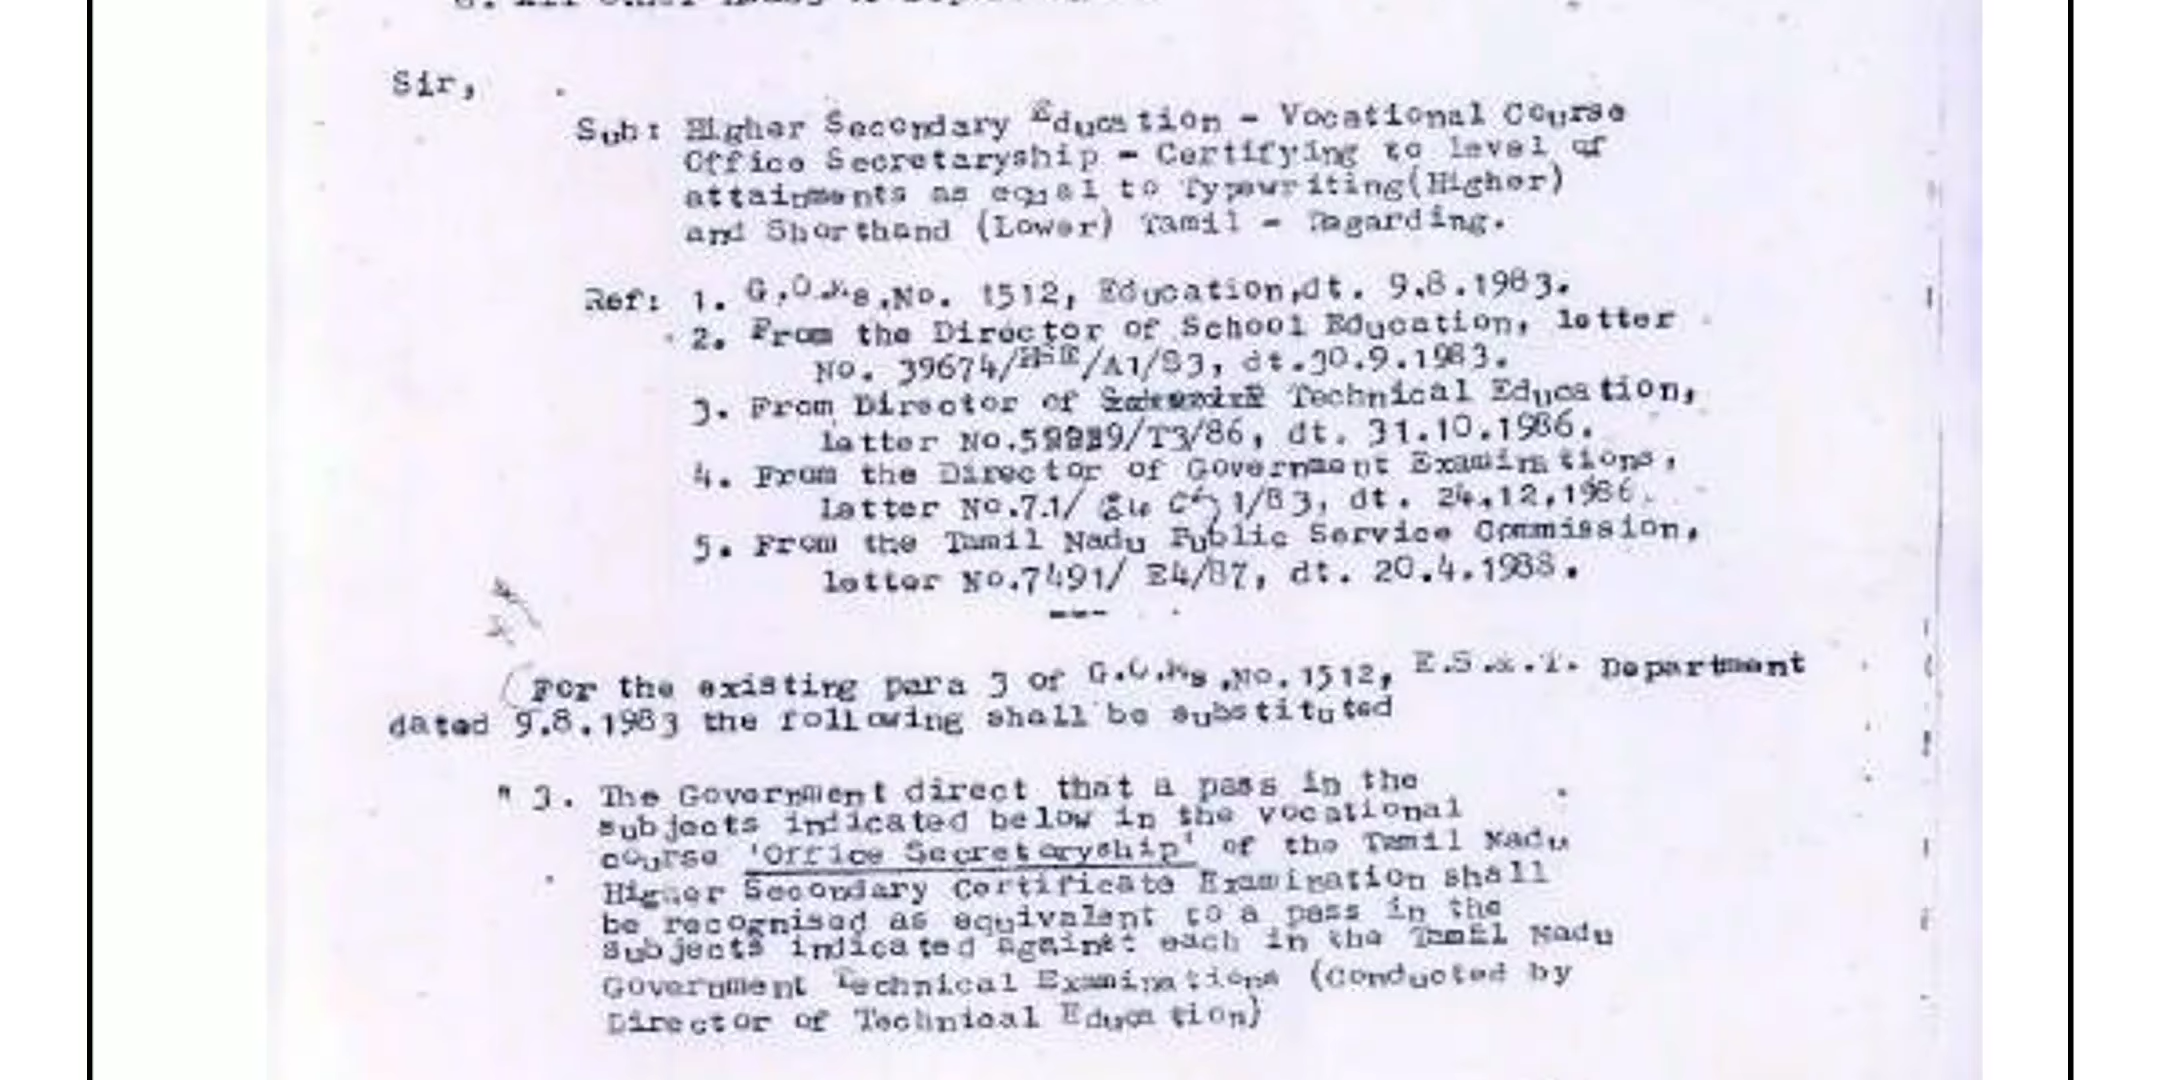 Sir,
Sub: Higher Secondary Education - Vocational Course
Office Secretaryship - Certifying to level of
attainments as equal to Typewriting(Higher)
and Shorthand (Lower) Tamil - Regarding.
Ref: 1. G.O.Ms.No. 1512, Education,dt. 9.8.1983.
2. From the Director of School Education, letter
No. 39674/HSE/A1/83, dt.30.9.1983.
3. From Director of Technical Education,
letter dt. 31.10.1986.
4. From the Director of Government Examinations,
letter No.71/ 1/83, dt. 24.12.1986.
5. From the Tamil Nadu Public Service Commission,
letter No.7491/ E4/87, dt. 20.4.1988.
---
(For the existing para 3 of G.O.Ms.No.1512, Department
dated 9.8.1983 the following shall be substituted
" 3. The Government direct that a pass in the
subjects indicated below in the vocational
course 'Office Secretaryship' of the Tamil Nadu
Higher Secondary Certificate Examination shall
be recognised as equivalent to a pass in the
subjects indicated against each in the Tamil Nadu
Government Technical Examinations (conducted by
Director of Technical Education)